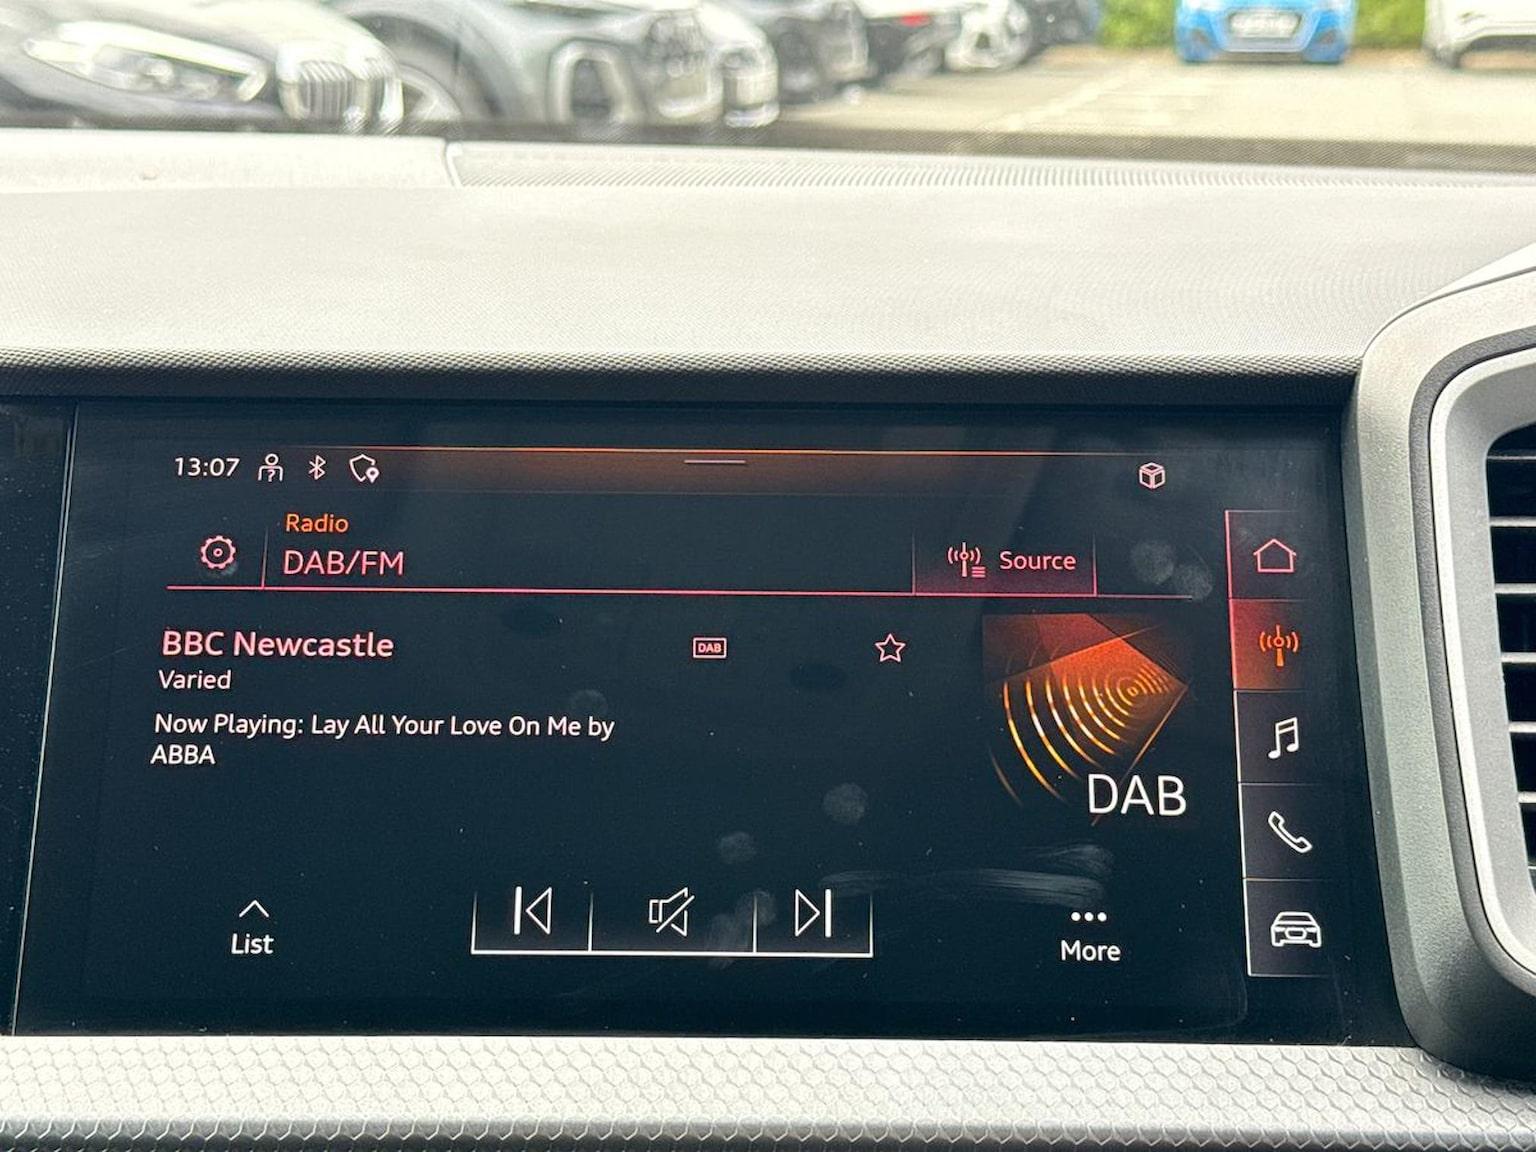 13:07
Radio
DAB/FM
Source
BBC Newcastle
DAB
Varied
Now Playing: Lay All Your Love On Me by
ABBA
DAB
List
More